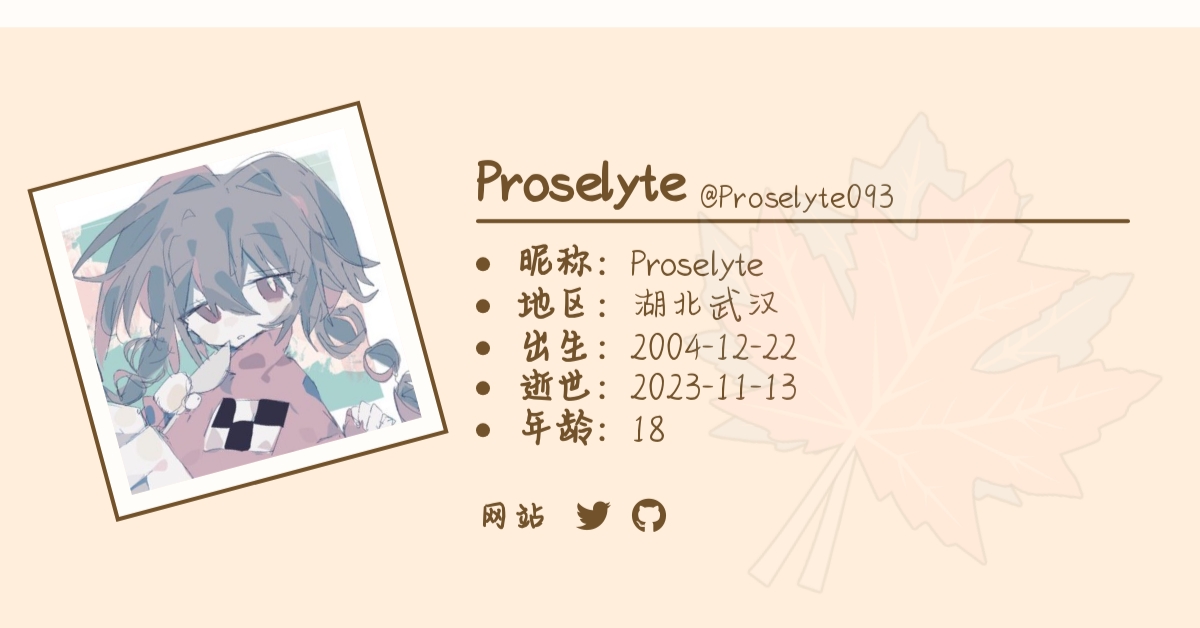 Proselyte @Proselyte093
昵称： Proselyte
地区： 湖北武汉
出生： 2004-12-22
逝世： 2023-11-13
年龄： 18
网站